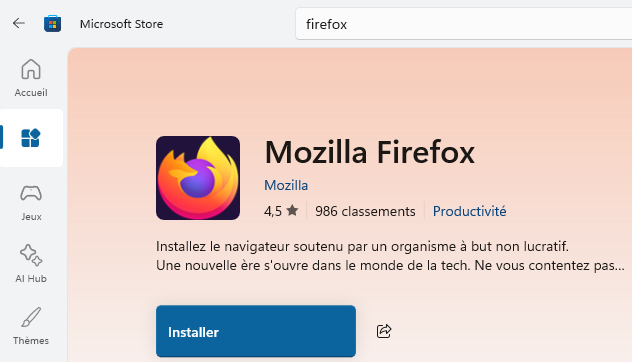 Microsoft Store
firefox
Accueil
Mozilla Firefox
Mozilla
4,5 ★ 986 classements Productivité
Jeux
Installez le navigateur soutenu par un organisme à but non lucratif.
Une nouvelle ère s'ouvre dans le monde de la tech. Ne vous contentez pas...
AI Hub
Installer
Thèmes